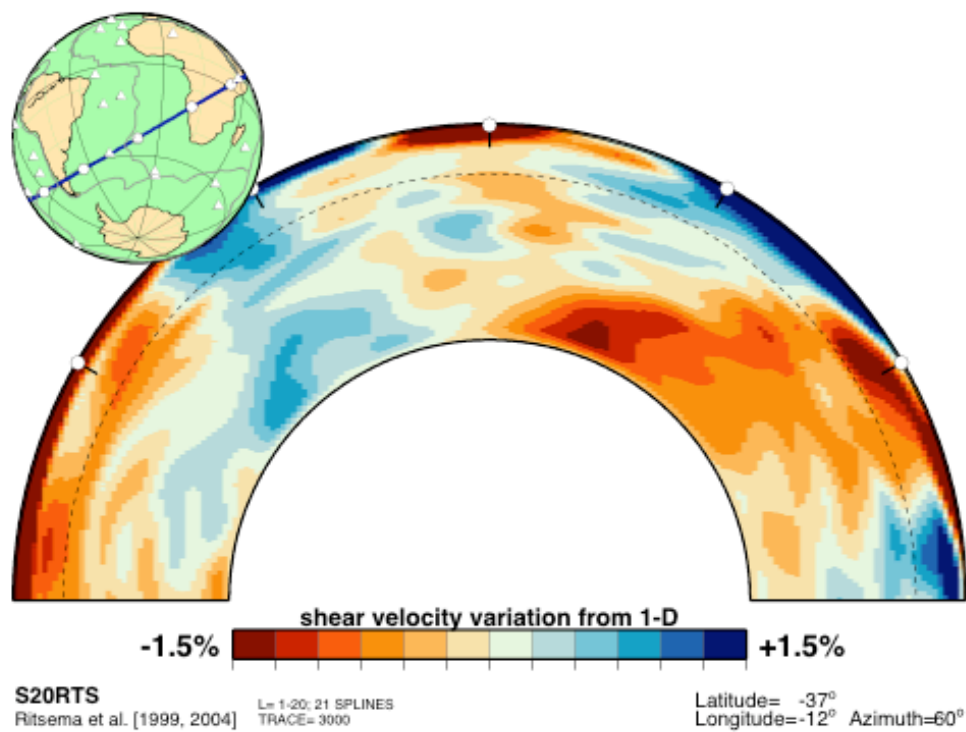 shear velocity variation from 1-D
-1.5% +1.5%
S20RTS
Ritsema et al. [1999, 2004]
L= 1-20; 21 SPLINES
TRACE= 3000
Latitude= -37°
Longitude=-12° Azimuth=60°